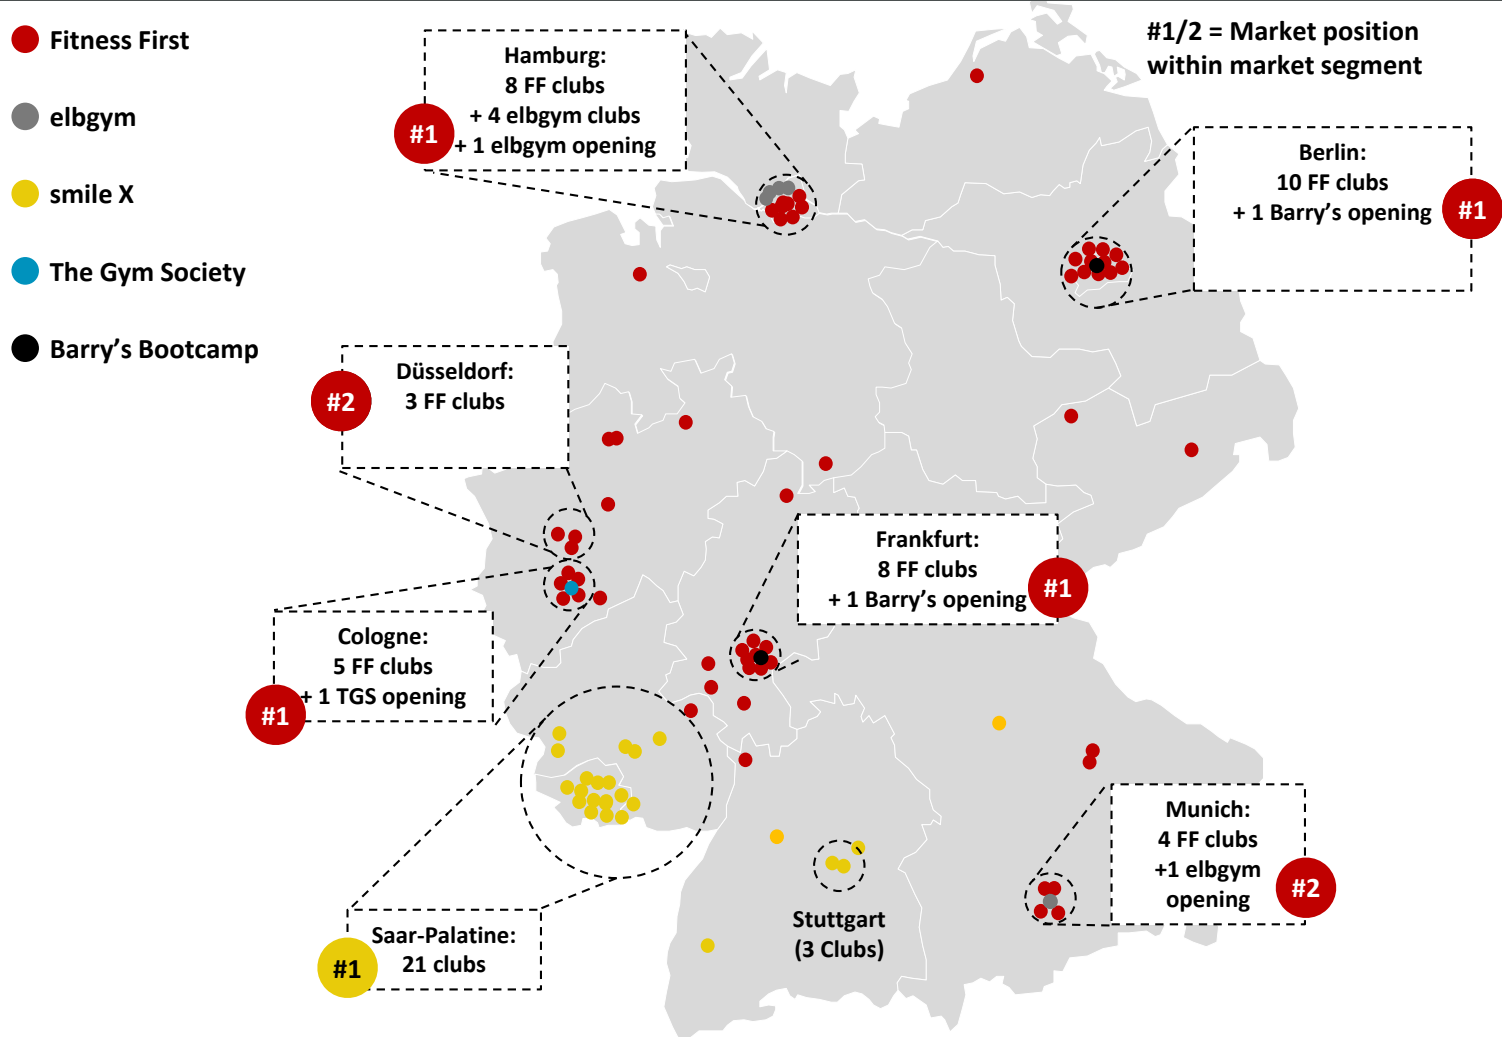 Fitness First
elbgym
smile X
The Gym Society
Barry's Bootcamp
#1/2 = Market position
within market segment
Hamburg:
8 FF clubs
+ 4 elbgym clubs
+ 1 elbgym opening
#1
Berlin:
10 FF clubs
+ 1 Barry's opening
#1
Düsseldorf:
3 FF clubs
#2
Frankfurt:
8 FF clubs
+ 1 Barry's opening
#1
Cologne:
5 FF clubs
+ 1 TGS opening
#1
Munich:
4 FF clubs
+1 elbgym
opening
#2
Stuttgart
(3 Clubs)
Saar-Palatine:
21 clubs
#1